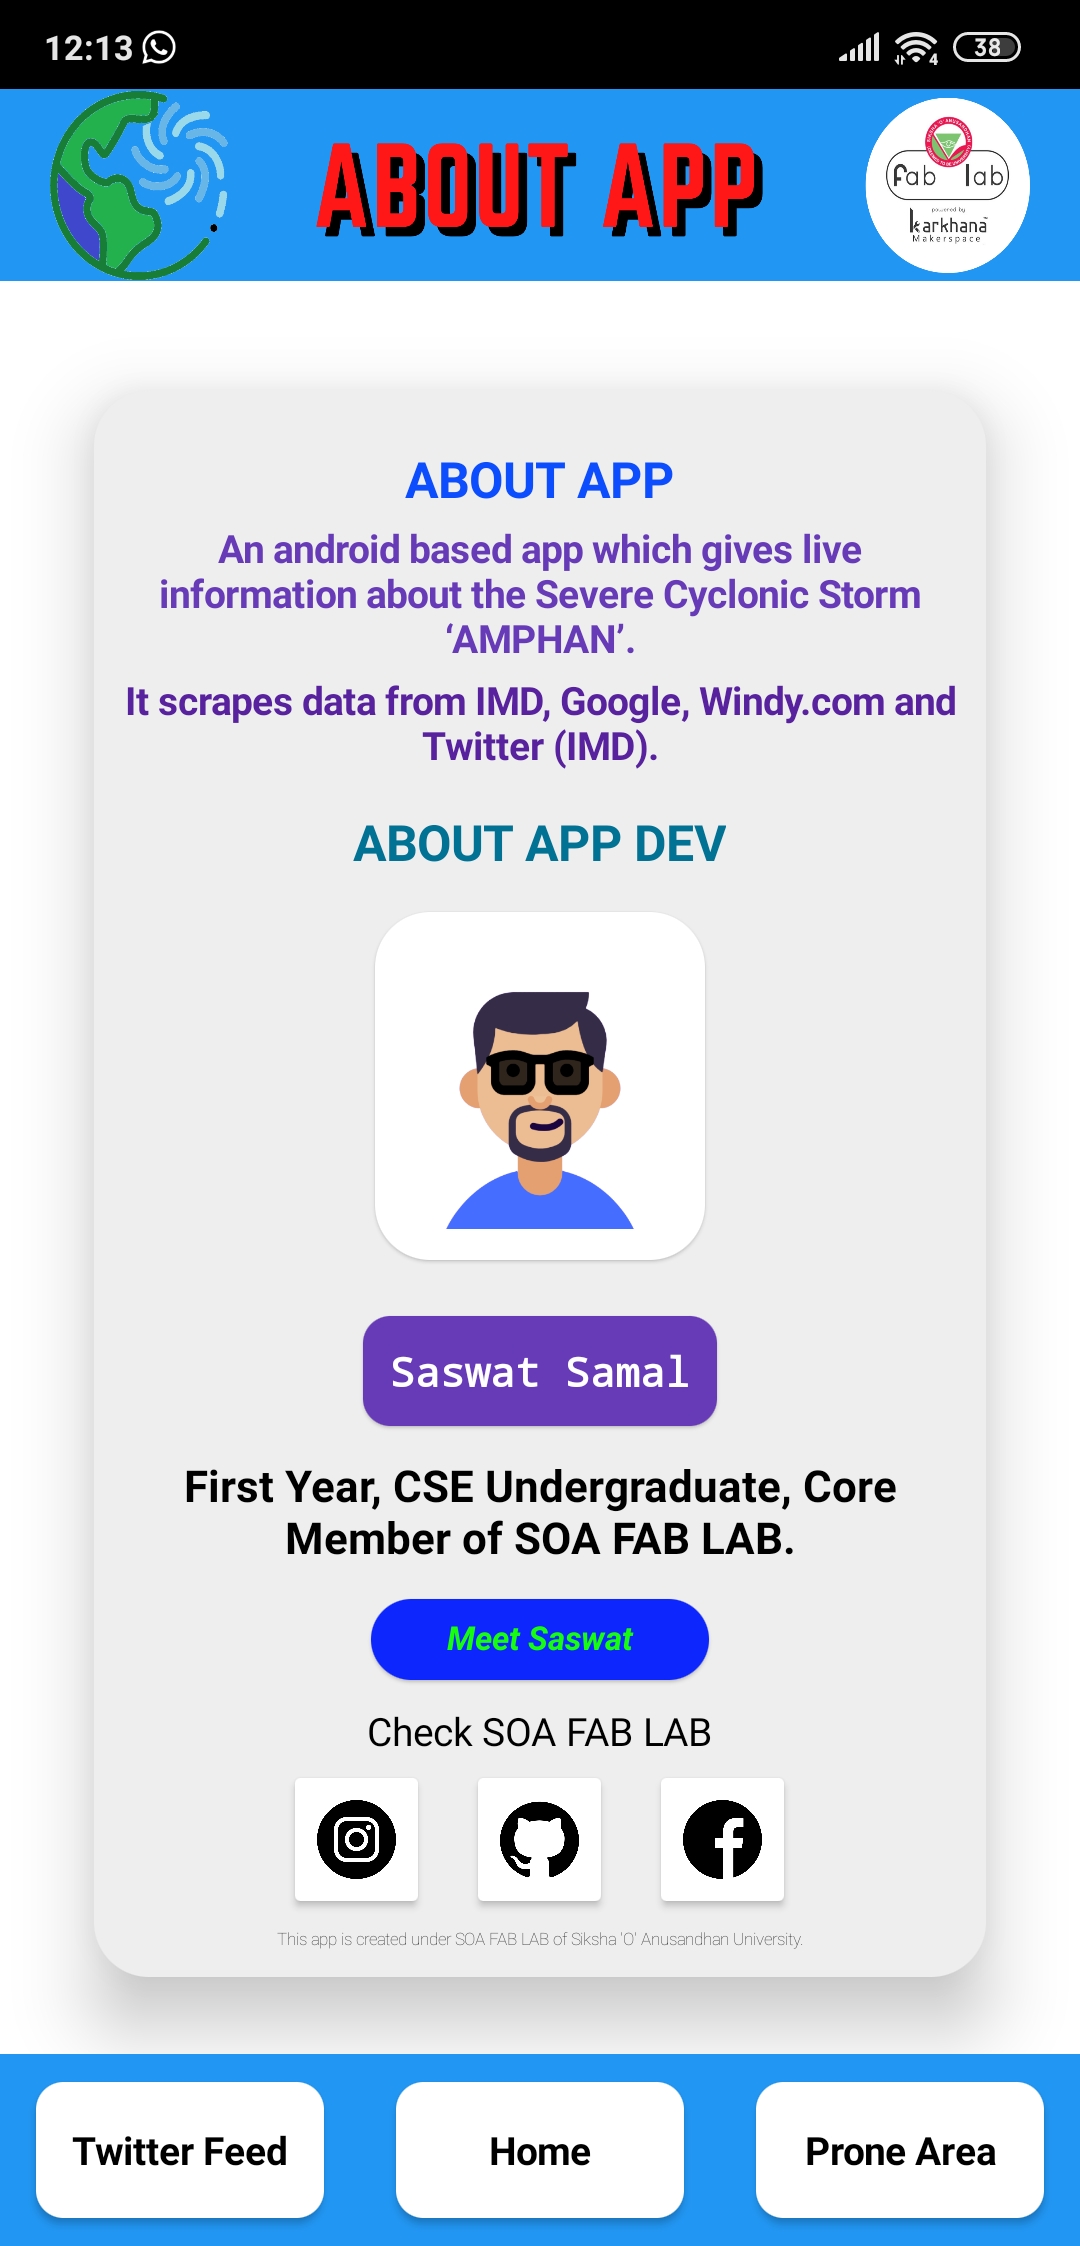 12:13
4
38
ABOUT APP
SIKSHA 'O' ANUSANDHAN
fab lab
powered by
karkhana
Makerspace
ABOUT APP
An android based app which gives live
information about the Severe Cyclonic Storm
‘AMPHAN’.
It scrapes data from IMD, Google, Windy.com and
Twitter (IMD).
ABOUT APP DEV
Saswat Samal
First Year, CSE Undergraduate, Core
Member of SOA FAB LAB.
Meet Saswat
Check SOA FAB LAB
This app is created under SOA FAB LAB of Siksha 'O' Anusandhan University.
Twitter Feed
Home
Prone Area